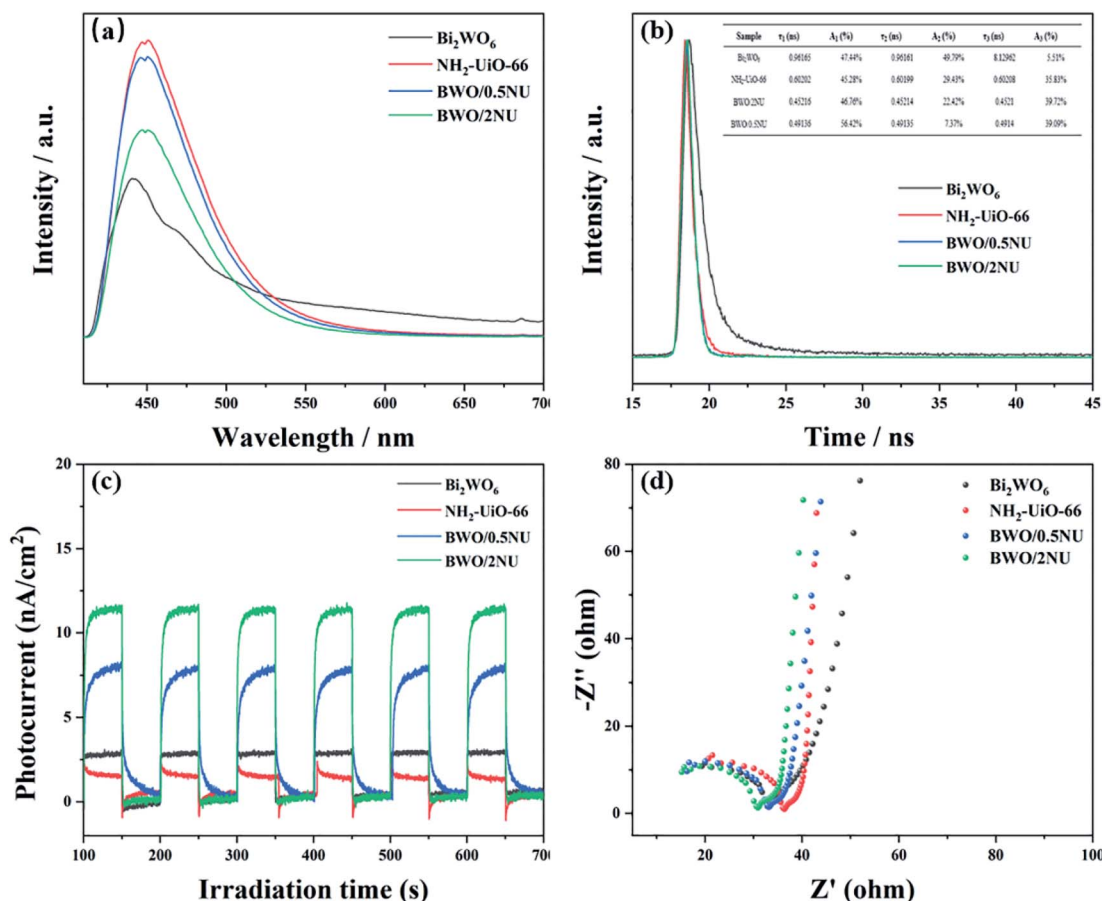 (a)
Bi₂WO₆
NH₂-UiO-66
BWO/0.5NU
BWO/2NU
Intensity / a.u.
450 500 550 600 650 700
Wavelength / nm
(b)
Sample τ₁ (ns) A₁ (%) τ₂ (ns) A₂ (%) τ₃ (ns) A₃ (%)
Bi₂WO₆ 0.96165 47.44% 0.96161 49.79% 8.12962 5.51%
NH₂-UiO-66 0.60202 45.28% 0.60199 29.43% 0.60208 35.83%
BWO/2NU 0.45216 46.76% 0.45214 22.42% 0.4521 39.72%
BWO/0.5NU 0.49136 56.42% 0.49135 7.37% 0.4914 39.09%
Bi₂WO₆
NH₂-UiO-66
BWO/0.5NU
BWO/2NU
Intensity / a.u.
15 20 25 30 35 40 45
Time / ns
(c)
Bi₂WO₆
NH₂-UiO-66
BWO/0.5NU
BWO/2NU
Photocurrent (nA/cm²)
20
15
10
5
0
100 200 300 400 500 600 700
Irradiation time (s)
(d)
Bi₂WO₆
NH₂-UiO-66
BWO/0.5NU
BWO/2NU
-Z'' (ohm)
80
60
40
20
0
20 40 60 80 100
Z' (ohm)